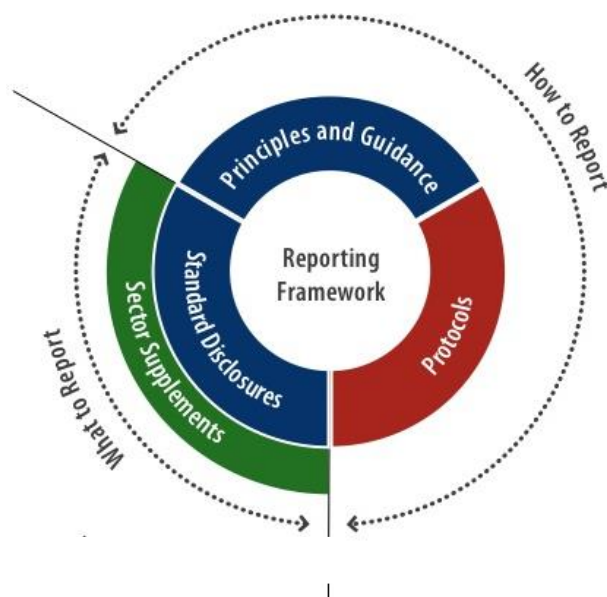 How to Report
Principles and Guidance
Reporting
Framework
Standard Disclosures
Sector Supplements
Protocols
What to Report